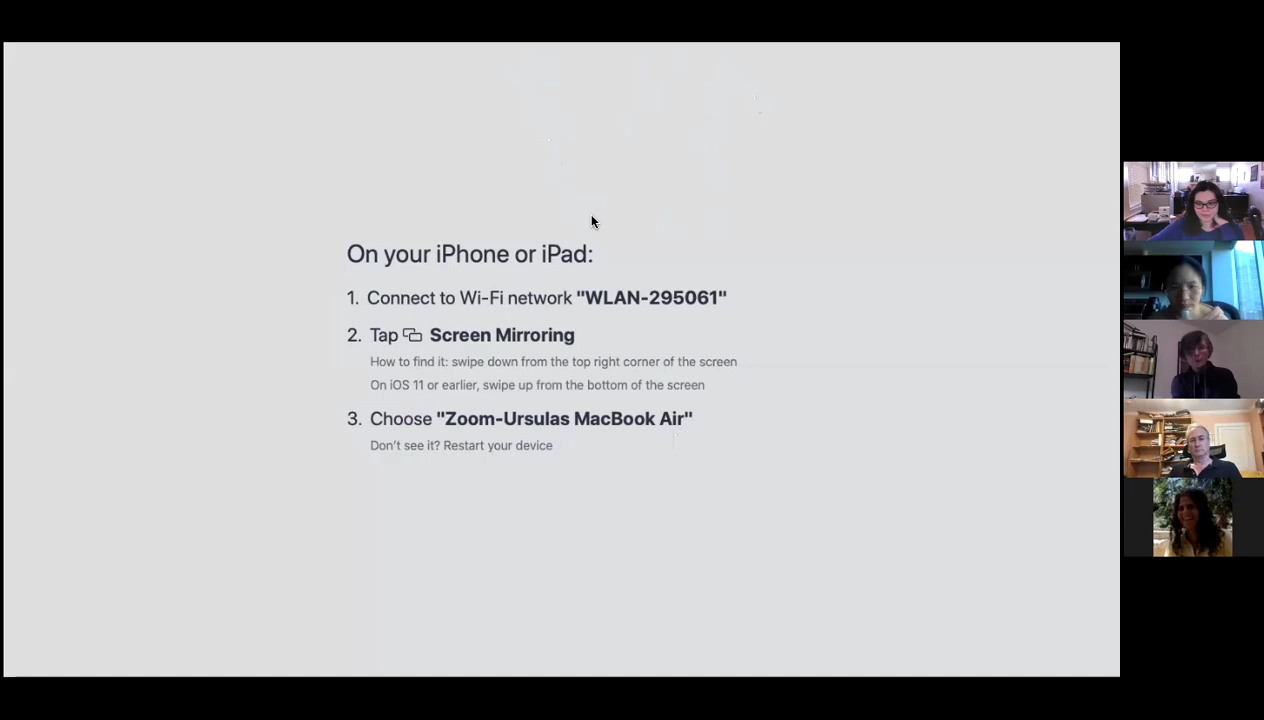 On your iPhone or iPad:
1. Connect to Wi-Fi network "WLAN-295061"
2. Tap Screen Mirroring
How to find it: swipe down from the top right corner of the screen
On iOS 11 or earlier, swipe up from the bottom of the screen
3. Choose "Zoom-Ursulas MacBook Air"
Don’t see it? Restart your device